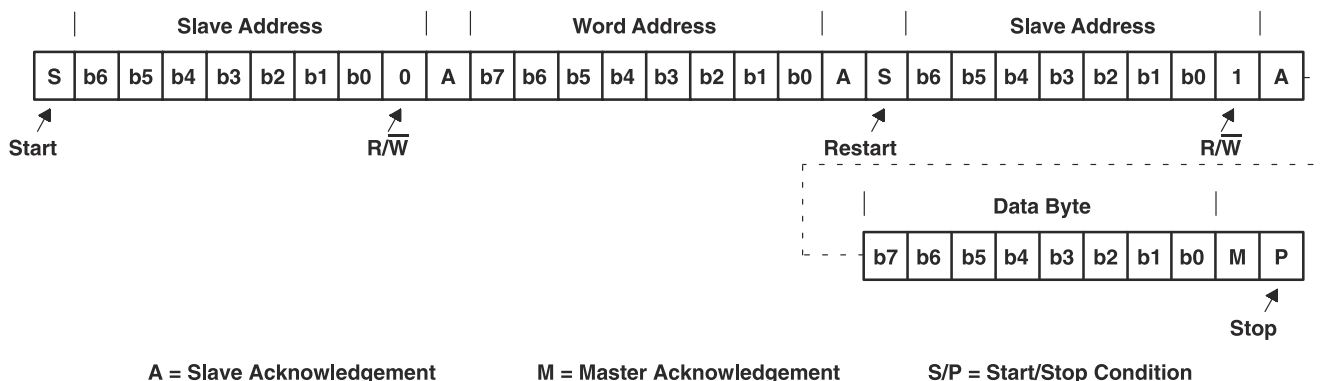 Slave Address Word Address Slave Address
S b6 b5 b4 b3 b2 b1 b0 0 A b7 b6 b5 b4 b3 b2 b1 b0 A S b6 b5 b4 b3 b2 b1 b0 1 A
Start R/W̅ Restart R/W̅
Data Byte
b7 b6 b5 b4 b3 b2 b1 b0 M P
Stop
A = Slave Acknowledgement M = Master Acknowledgement S/P = Start/Stop Condition